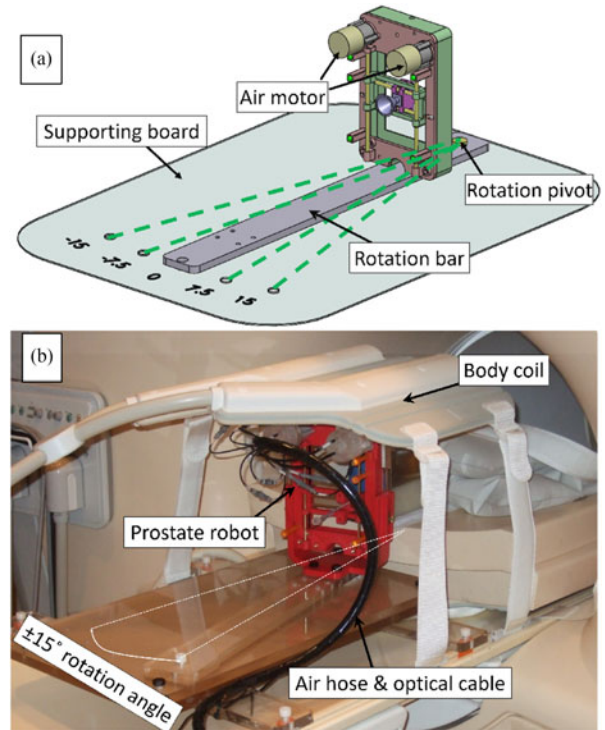 (a)
Air motor
Supporting board
Rotation pivot
-15
-7.5
0
7.5
15
Rotation bar
(b)
Body coil
Prostate robot
±15° rotation angle
Air hose & optical cable